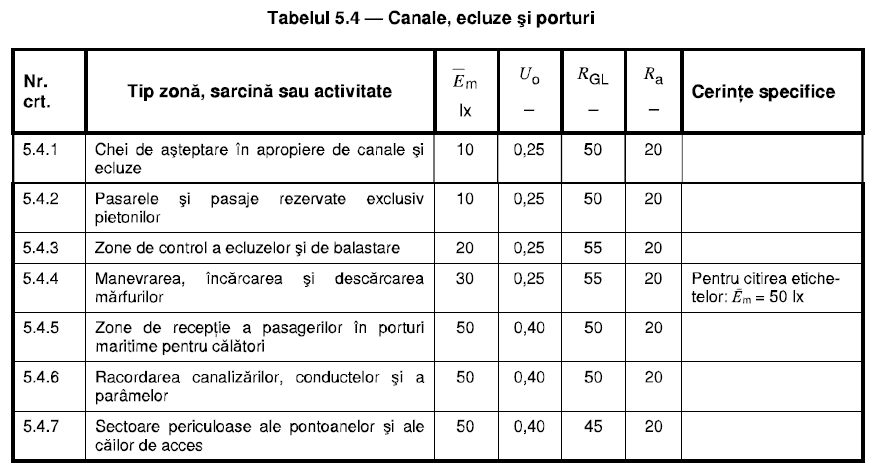 Tabelul 5.4 — Canale, ecluze şi porturi
Nr. crt. Tip zonă, sarcină sau activitate Ēm lx Uo – RGL – Ra – Cerinţe specifice
5.4.1 Chei de aşteptare în apropiere de canale şi 10 0,25 50 20
ecluze
5.4.2 Pasarele şi pasaje rezervate exclusiv 10 0,25 50 20
pietonilor
5.4.3 Zone de control a ecluzelor şi de balastare 20 0,25 55 20
5.4.4 Manevrarea, încărcarea şi descărcarea 30 0,25 55 20 Pentru citirea etiche-
mărfurilor telor: Ēm = 50 lx
5.4.5 Zone de recepţie a pasagerilor în porturi 50 0,40 50 20
maritime pentru călători
5.4.6 Racordarea canalizărilor, conductelor şi a 50 0,40 50 20
parâmelor
5.4.7 Sectoare periculoase ale pontoanelor şi ale 50 0,40 45 20
căilor de acces